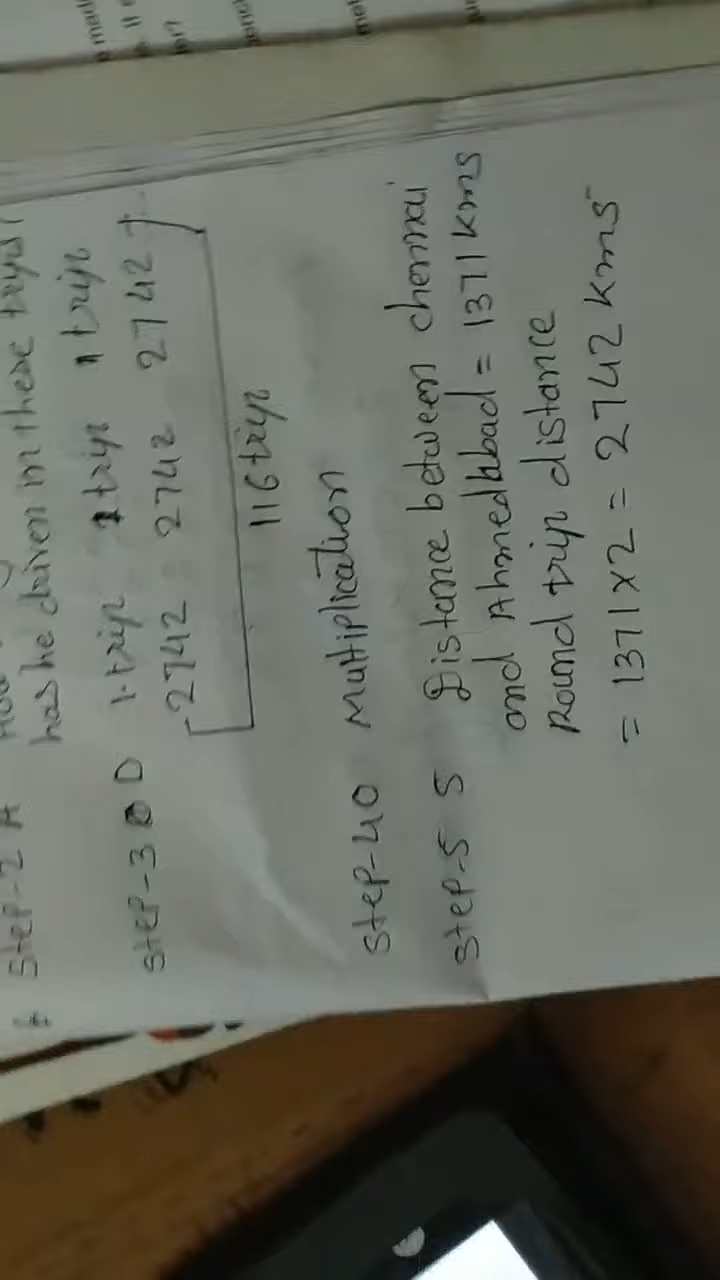 Step-2 A
has he driven in these trips?
Step-3 D 1 trip 1 trip 1 trip
2742 2742 2742
116 trip
Step-4 O Multiplication
Step-5 S Distance between chennai
and Ahmedabad = 1371 kms
Round trip distance
= 1371 x 2 = 2742 kms